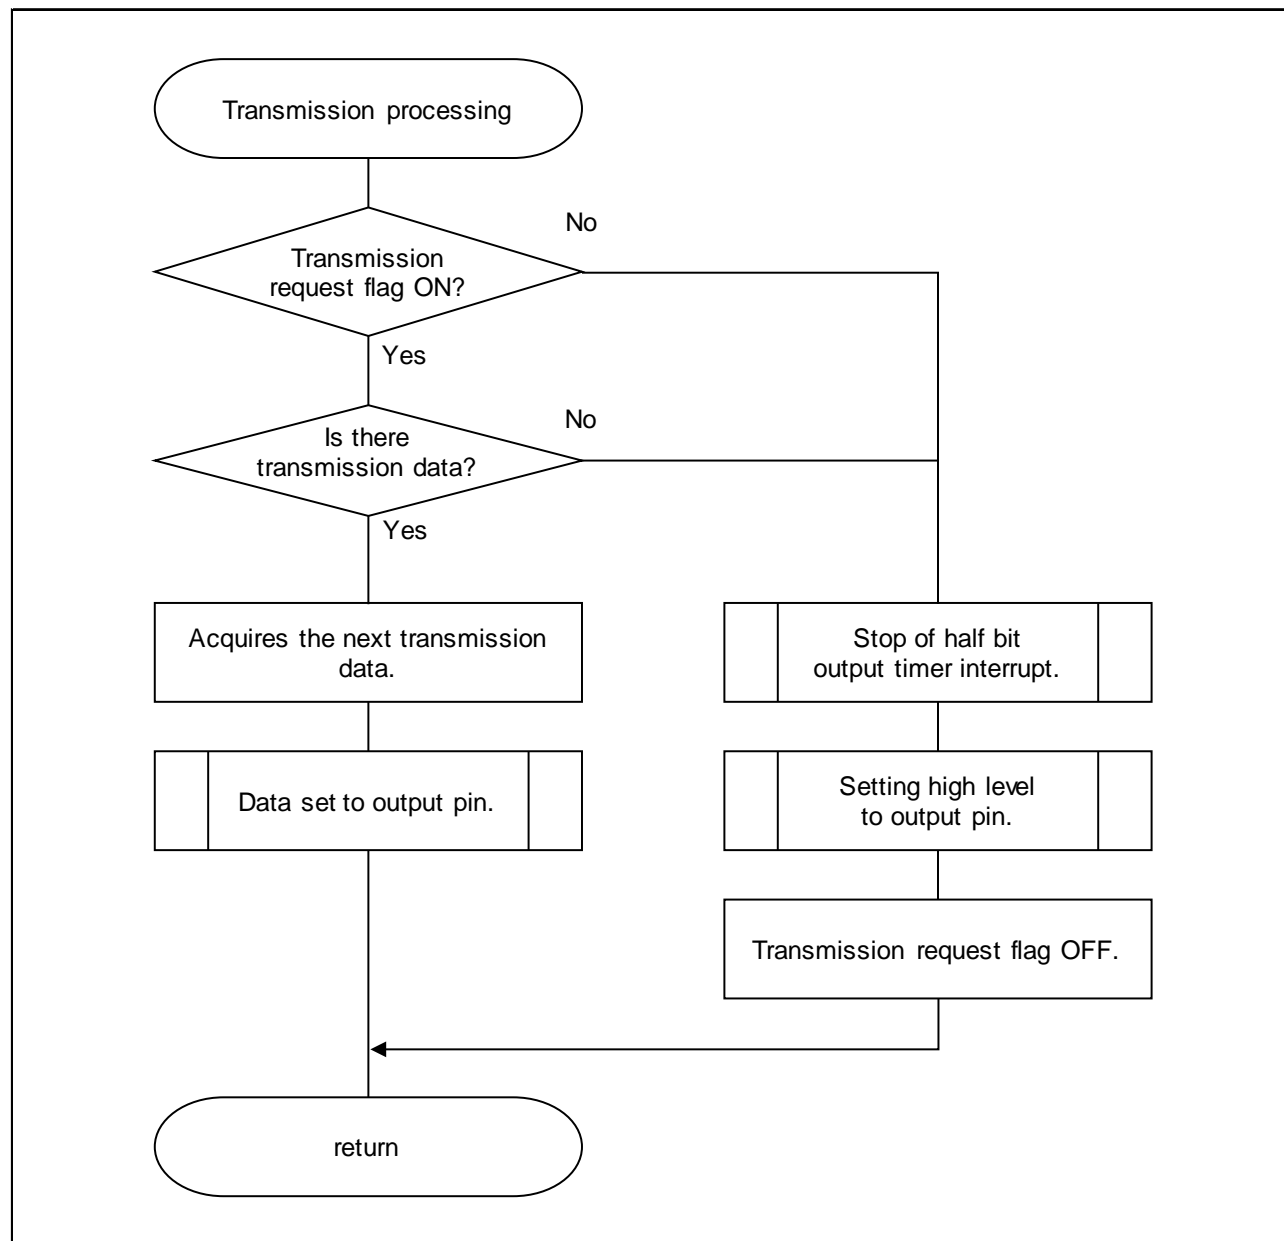 Transmission processing
No
Transmission
request flag ON?
Yes
No
Is there
transmission data?
Yes
Acquires the next transmission
data.
Stop of half bit
output timer interrupt.
Data set to output pin.
Setting high level
to output pin.
Transmission request flag OFF.
return